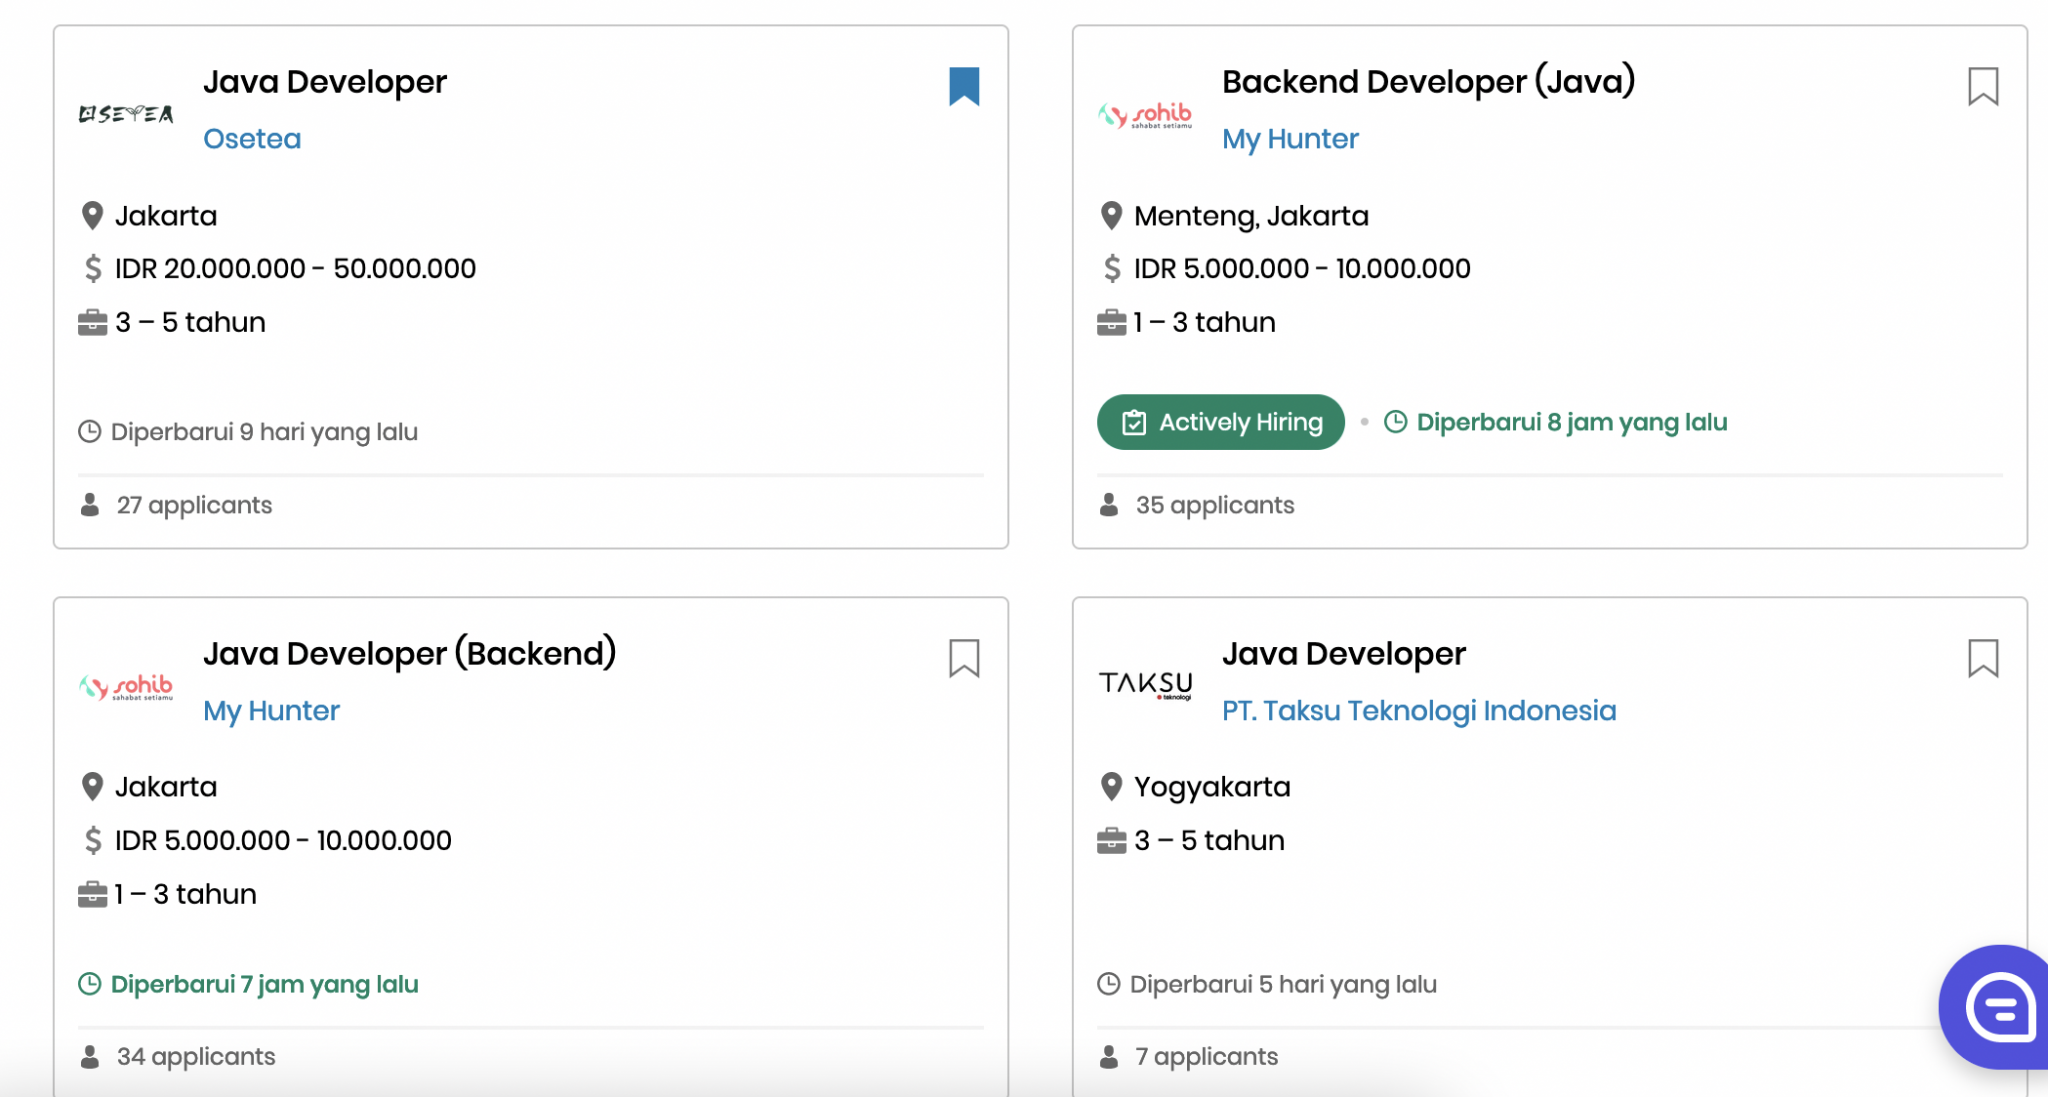 Java Developer
OSETEA
Osetea
Jakarta
$ IDR 20.000.000 - 50.000.000
3 – 5 tahun
Diperbarui 9 hari yang lalu
27 applicants
Backend Developer (Java)
sohib
sahabat setiamu
My Hunter
Menteng, Jakarta
$ IDR 5.000.000 - 10.000.000
1 – 3 tahun
Actively Hiring • Diperbarui 8 jam yang lalu
35 applicants
Java Developer (Backend)
sohib
sahabat setiamu
My Hunter
Jakarta
$ IDR 5.000.000 - 10.000.000
1 – 3 tahun
Diperbarui 7 jam yang lalu
34 applicants
Java Developer
TAKSU
teknologi
PT. Taksu Teknologi Indonesia
Yogyakarta
3 – 5 tahun
Diperbarui 5 hari yang lalu
7 applicants